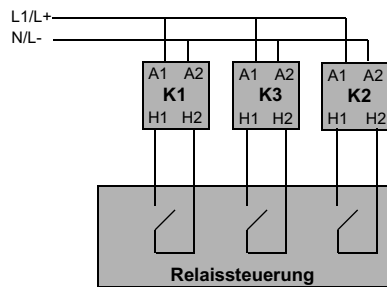 L1/L+
N/L-
A1 A2 A1 A2 A1 A2
K1 K3 K2
H1 H2 H1 H2 H1 H2
Relaissteuerung